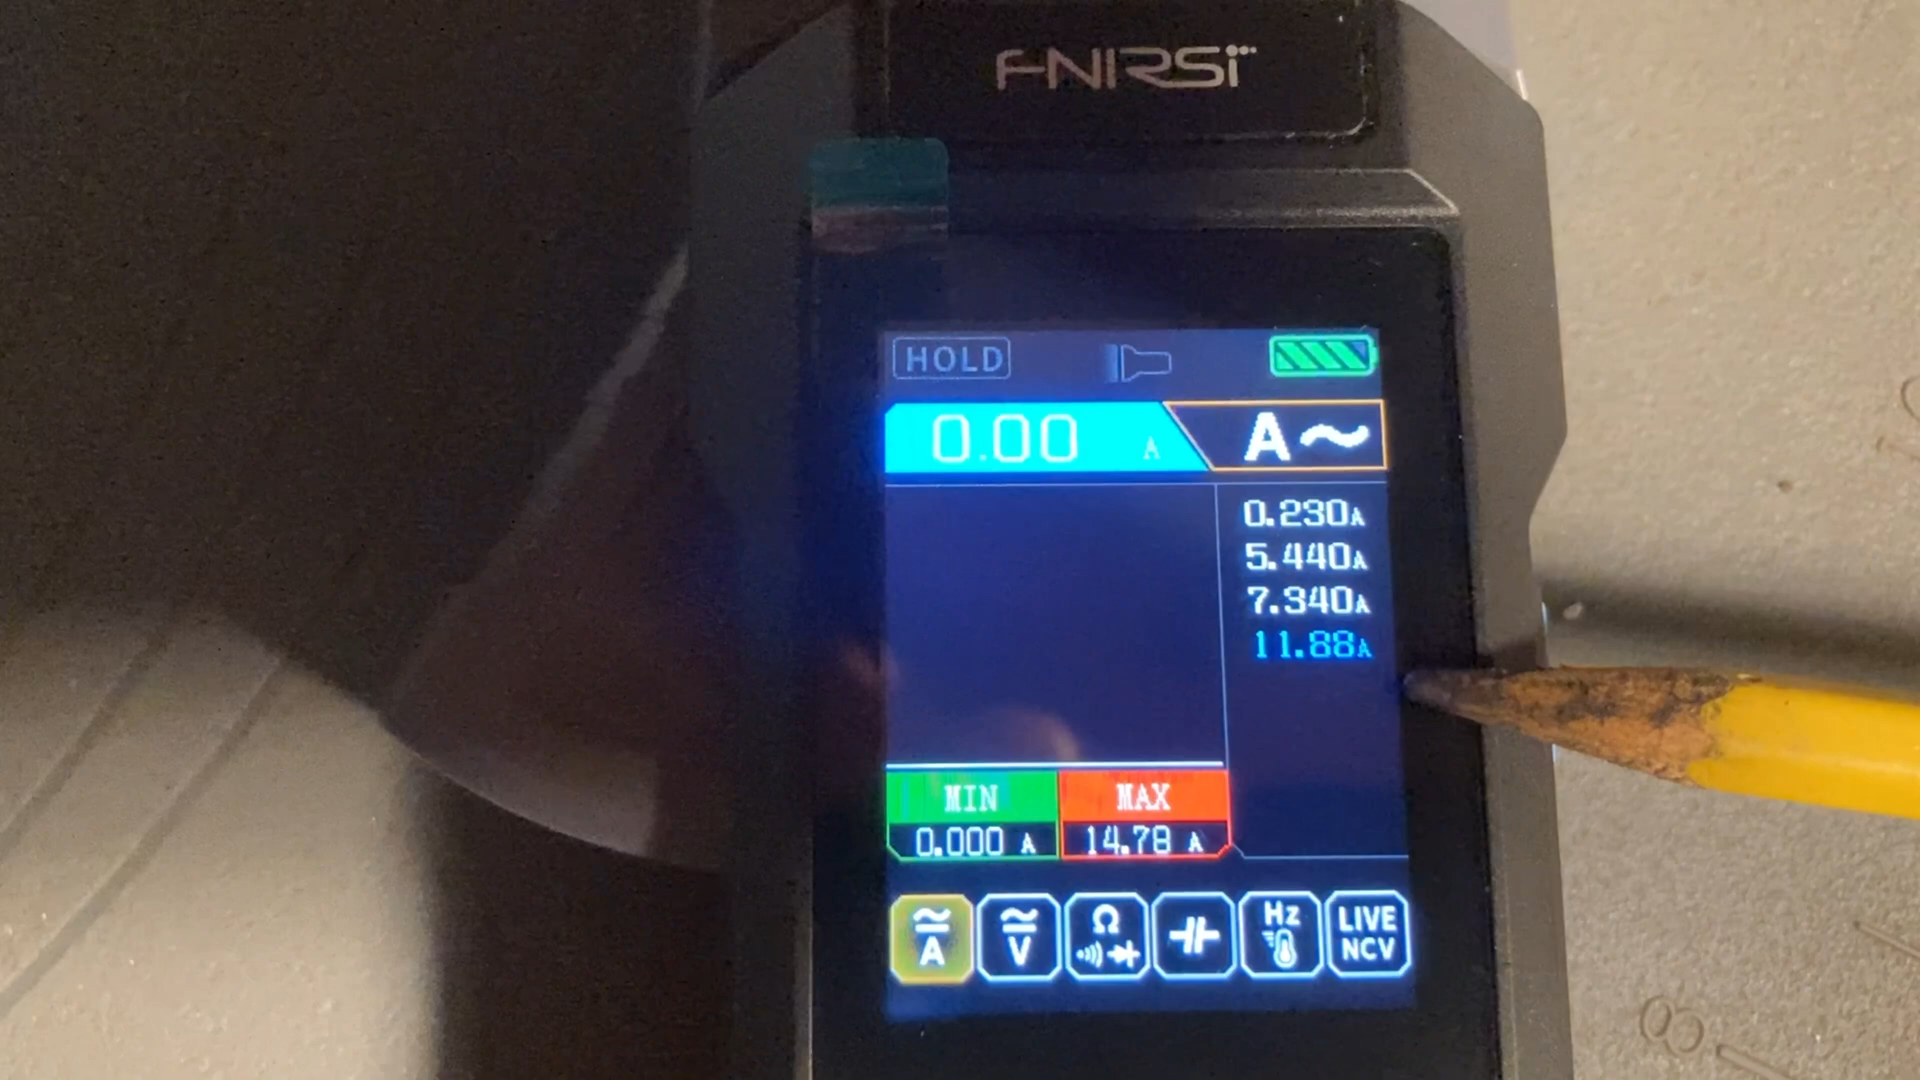 FNIRSI
HOLD
0.00 A
A~
0.230A
5.440A
7.340A
11.88A
MIN MAX
0.000 A 14.78 A
A V Ω Hz LIVE
NCV